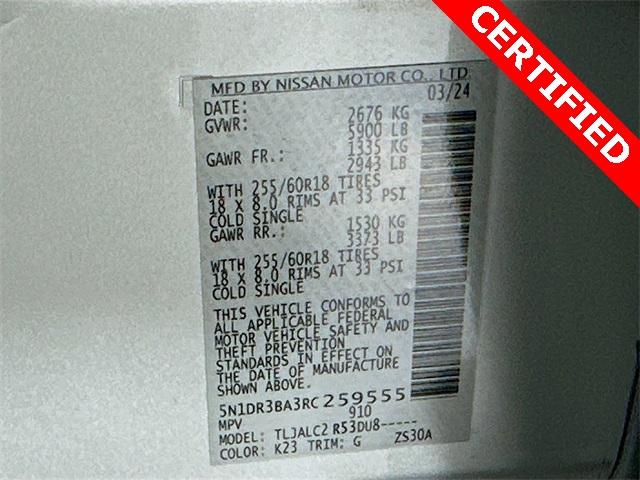 CERTIFIED
MFD BY NISSAN MOTOR CO., LTD
DATE: 03/24
GVWR: 2676 KG
5900 LB
GAWR FR.: 1335 KG
2943 LB
WITH 255/60R18 TIRES
18 X 8.0 RIMS AT 33 PSI
COLD SINGLE
GAWR RR.: 1530 KG
3373 LB
WITH 255/60R18 TIRES
18 X 8.0 RIMS AT 33 PSI
COLD SINGLE
THIS VEHICLE CONFORMS TO
ALL APPLICABLE FEDERAL
MOTOR VEHICLE SAFETY AND
THEFT PREVENTION
STANDARDS IN EFFECT ON
THE DATE OF MANUFACTURE
SHOWN ABOVE.
5N1DR3BA3RC259555
MPV 910
MODEL: TLJALC2 R53DU8-----
COLOR: K23 TRIM: G ZS30A